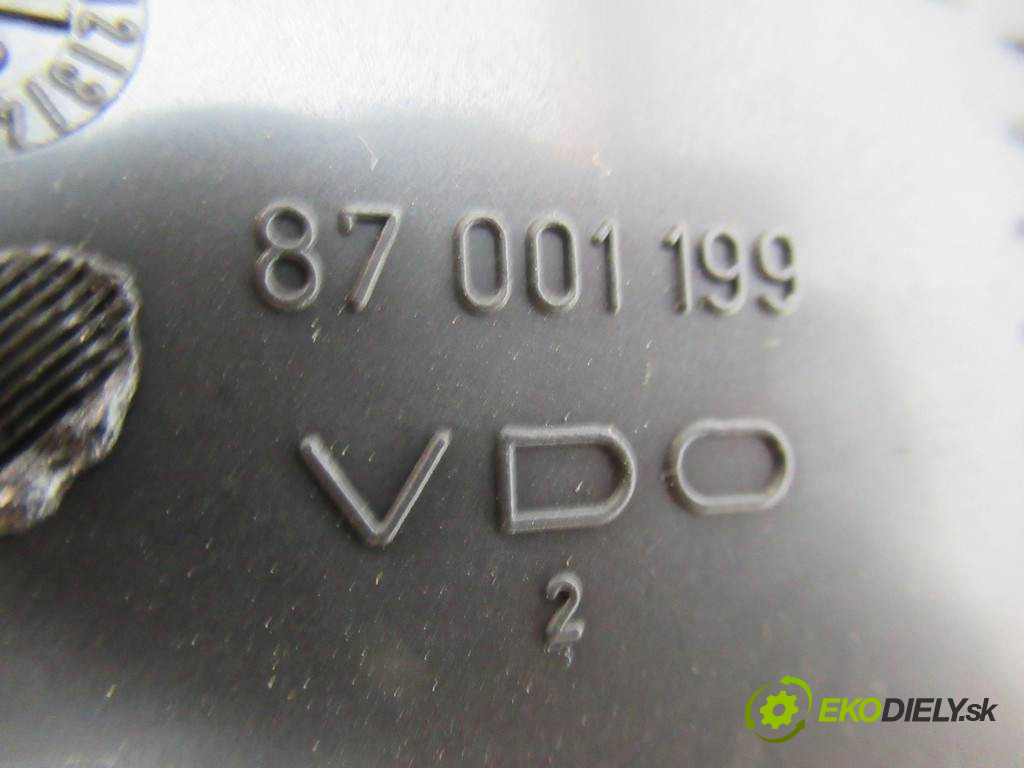 87 001 199
VDO
2
EKODIELY.sk